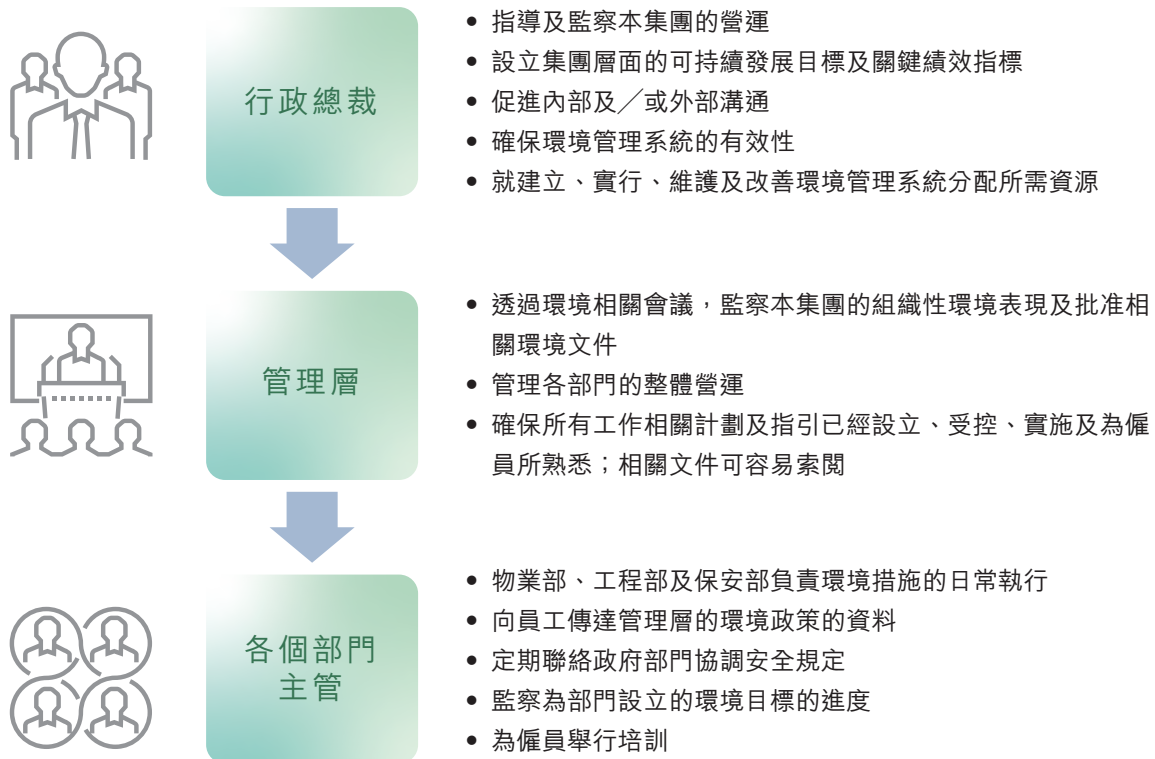 行政總裁
• 指導及監察本集團的營運
• 設立集團層面的可持續發展目標及關鍵績效指標
• 促進內部及╱或外部溝通
• 確保環境管理系統的有效性
• 就建立、實行、維護及改善環境管理系統分配所需資源
管理層
• 透過環境相關會議，監察本集團的組織性環境表現及批准相
關環境文件
• 管理各部門的整體營運
• 確保所有工作相關計劃及指引已經設立、受控、實施及為僱
員所熟悉；相關文件可容易索閲
各個部門
主管
• 物業部、工程部及保安部負責環境措施的日常執行
• 向員工傳達管理層的環境政策的資料
• 定期聯絡政府部門協調安全規定
• 監察為部門設立的環境目標的進度
• 為僱員舉行培訓